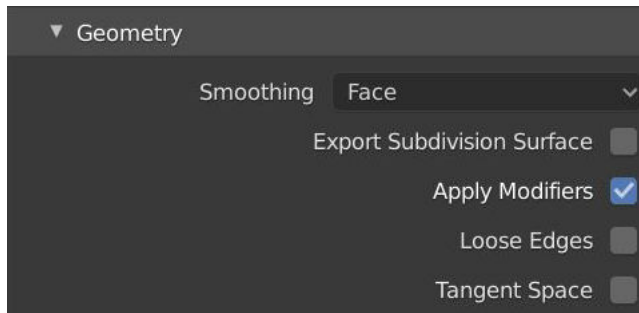 Geometry
Smoothing Face
Export Subdivision Surface
Apply Modifiers
Loose Edges
Tangent Space